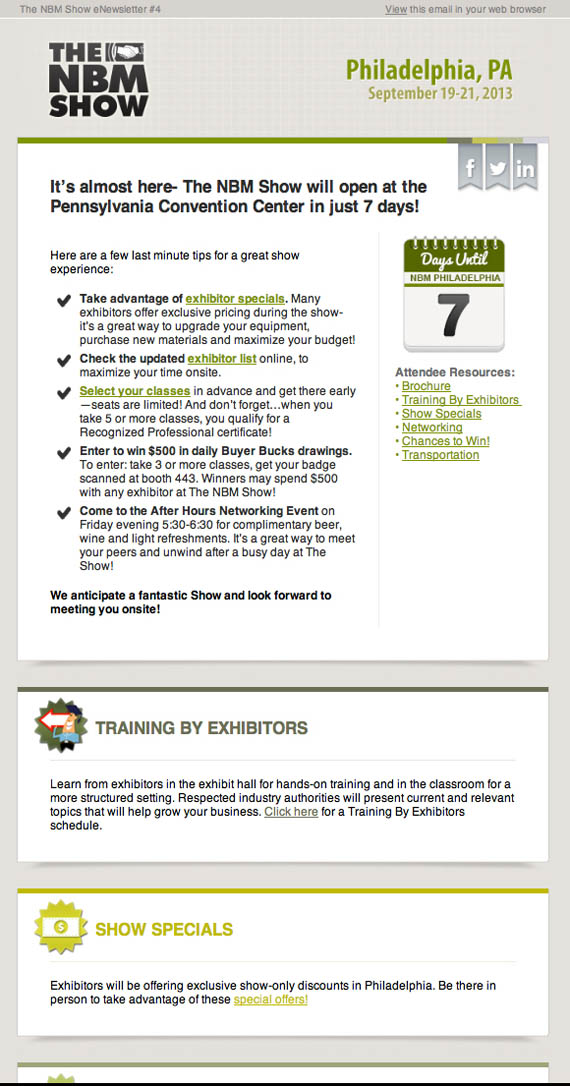 The NBM Show eNewsletter #4
View this email in your web browser
THE
NBM
SHOW
Philadelphia, PA
September 19-21, 2013
f
in
It's almost here- The NBM Show will open at the
Pennsylvania Convention Center in just 7 days!
Here are a few last minute tips for a great show
experience:
Take advantage of exhibitor specials. Many
exhibitors offer exclusive pricing during the show-
it's a great way to upgrade your equipment,
purchase new materials and maximize your budget!
Check the updated exhibitor list online, to
maximize your time onsite.
Select your classes in advance and get there early
—seats are limited! And don't forget…when you
take 5 or more classes, you qualify for a
Recognized Professional certificate!
Enter to win $500 in daily Buyer Bucks drawings.
To enter: take 3 or more classes, get your badge
scanned at booth 443. Winners may spend $500
with any exhibitor at The NBM Show!
Come to the After Hours Networking Event on
Friday evening 5:30-6:30 for complimentary beer,
wine and light refreshments. It's a great way to meet
your peers and unwind after a busy day at The
Show!
We anticipate a fantastic Show and look forward to
meeting you onsite!
Days Until
NBM PHILADELPHIA
7
Attendee Resources:
• Brochure
• Training By Exhibitors
• Show Specials
• Networking
• Chances to Win!
• Transportation
TRAINING BY EXHIBITORS
Learn from exhibitors in the exhibit hall for hands-on training and in the classroom for a
more structured setting. Respected industry authorities will present current and relevant
topics that will help grow your business. Click here for a Training By Exhibitors
schedule.
$
SHOW SPECIALS
Exhibitors will be offering exclusive show-only discounts in Philadelphia. Be there in
person to take advantage of these special offers!